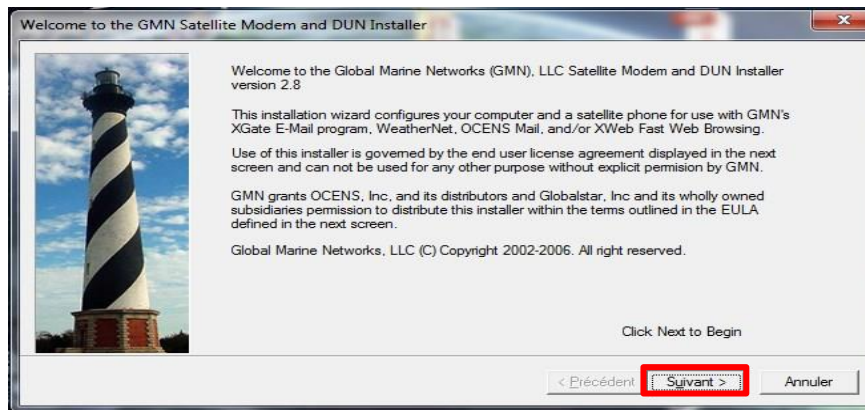 Welcome to the GMN Satellite Modem and DUN Installer
Welcome to the Global Marine Networks (GMN), LLC Satellite Modem and DUN Installer
version 2.8
This installation wizard configures your computer and a satellite phone for use with GMN's
XGate E-Mail program, WeatherNet, OCENS Mail, and/or XWeb Fast Web Browsing.
Use of this installer is governed by the end user license agreement displayed in the next
screen and can not be used for any other purpose without explicit permision by GMN.
GMN grants OCENS, Inc, and its distributors and Globalstar, Inc and its wholly owned
subsidiaries permission to distribute this installer within the terms outlined in the EULA
defined in the next screen.
Global Marine Networks, LLC (C) Copyright 2002-2006. All right reserved.
Click Next to Begin
< Précédent Suivant > Annuler